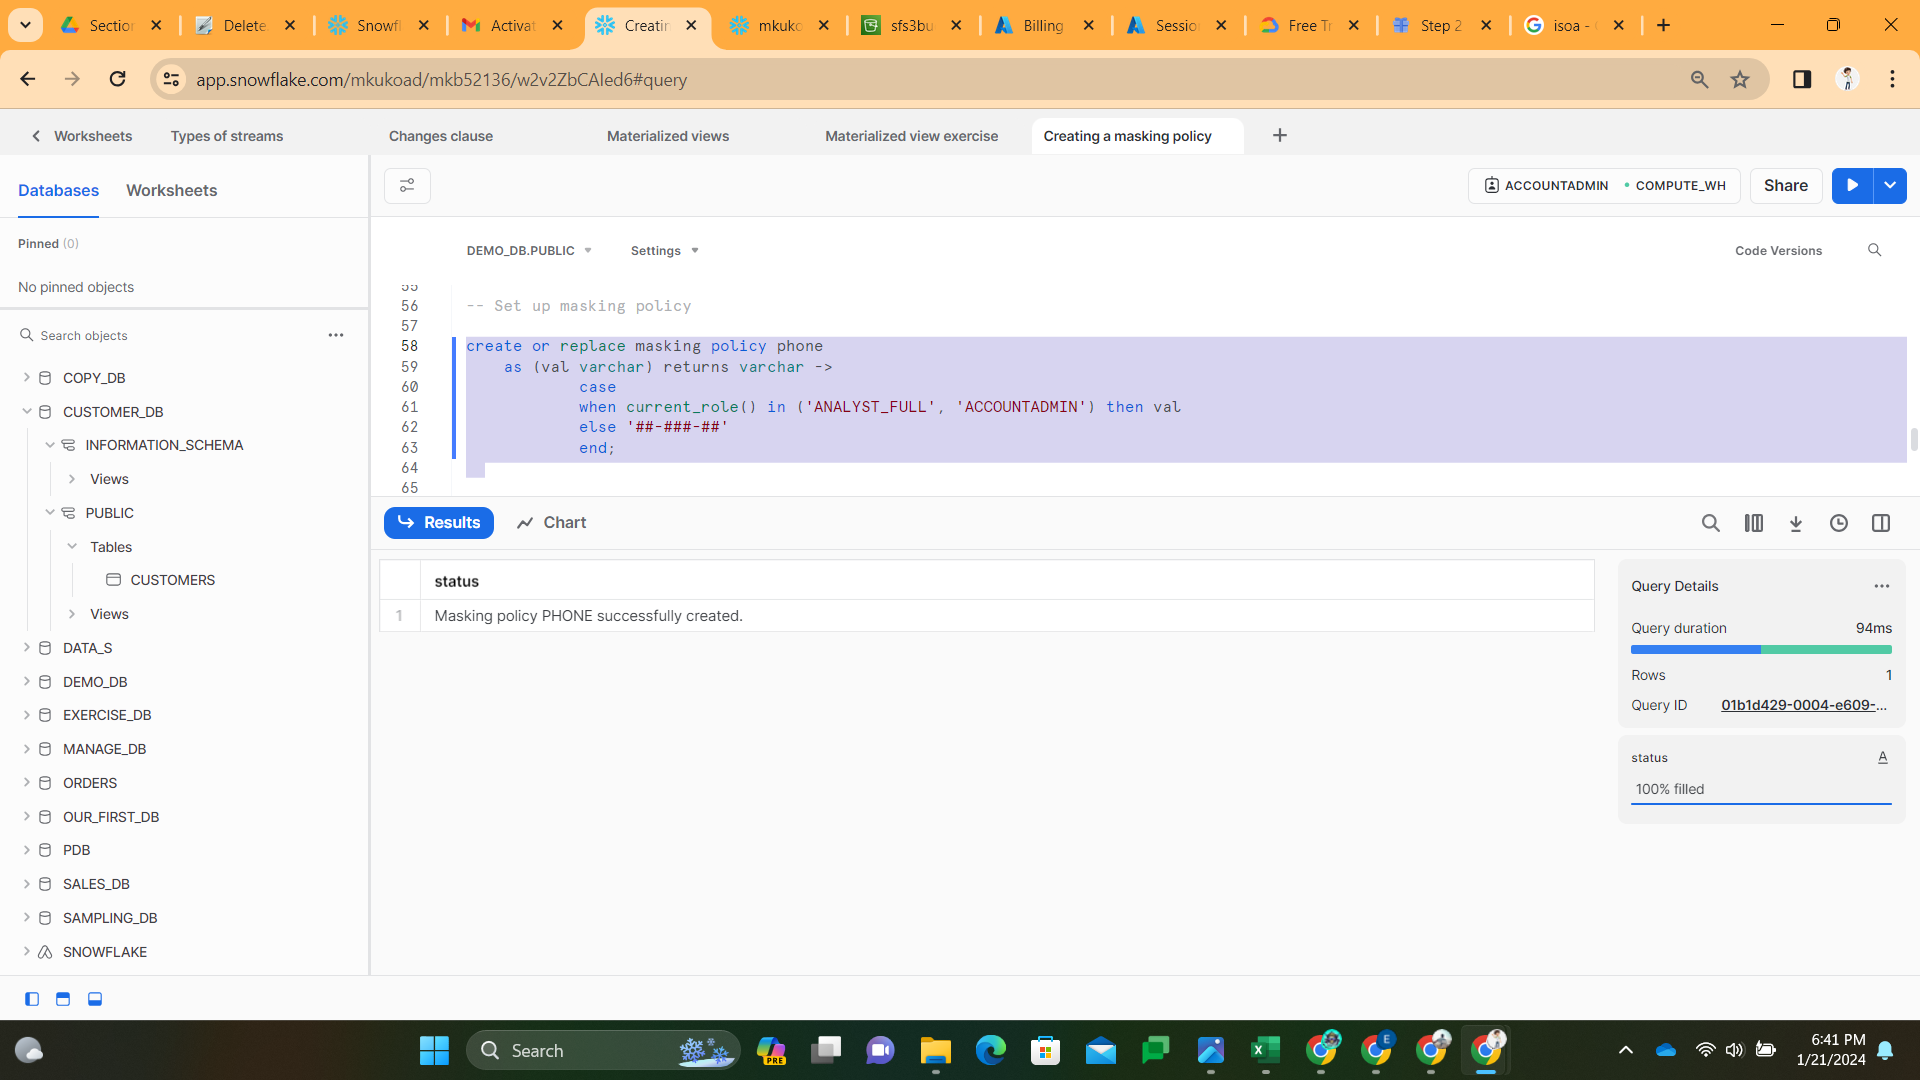 Section
Delete
Snowfl
Activat
Creatin
mkuko
sfs3bu
Billing
Sessio
Free Tr
Step 2
isoa -
app.snowflake.com/mkukoad/mkb52136/w2v2ZbCAIed6#query
Worksheets
Types of streams
Changes clause
Materialized views
Materialized view exercise
Creating a masking policy
Databases
Worksheets
ACCOUNTADMIN
COMPUTE_WH
Share
Pinned (0)
No pinned objects
DEMO_DB.PUBLIC
Settings
Code Versions
Search objects
COPY_DB
CUSTOMER_DB
INFORMATION_SCHEMA
Views
PUBLIC
Tables
CUSTOMERS
Views
DATA_S
DEMO_DB
EXERCISE_DB
MANAGE_DB
ORDERS
OUR_FIRST_DB
PDB
SALES_DB
SAMPLING_DB
SNOWFLAKE
55
56 -- Set up masking policy
57
58 create or replace masking policy phone
59 as (val varchar) returns varchar ->
60 case
61 when current_role() in ('ANALYST_FULL', 'ACCOUNTADMIN') then val
62 else '##-###-##'
63 end;
64
65
Results
Chart
status
1 Masking policy PHONE successfully created.
Query Details
Query duration 94ms
Rows 1
Query ID 01b1d429-0004-e609-...
status A
100% filled
Search
PRE
E
6:41 PM
1/21/2024